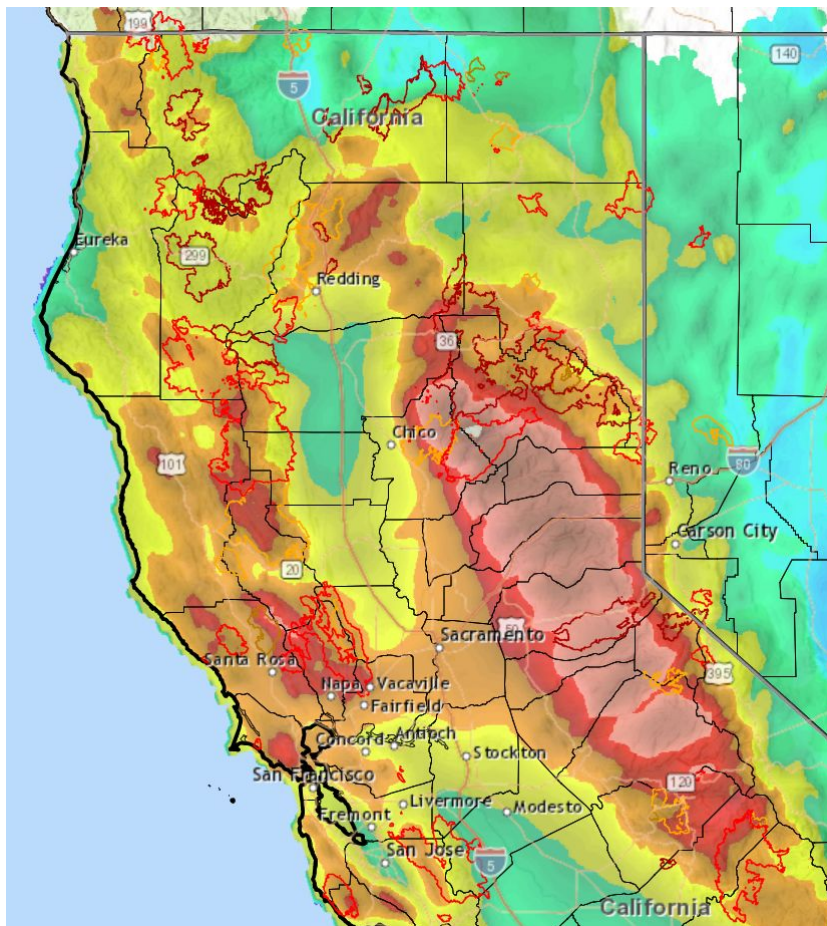 199
140
5
California
Eureka
299
Redding
36
Chico
101
Reno
80
Carson City
20
50
Sacramento
Santa Rosa
395
Napa
Vacaville
Fairfield
Antioch
Concord
Stockton
San Francisco
120
Livermore
Modesto
Fremont
San Jose
5
California